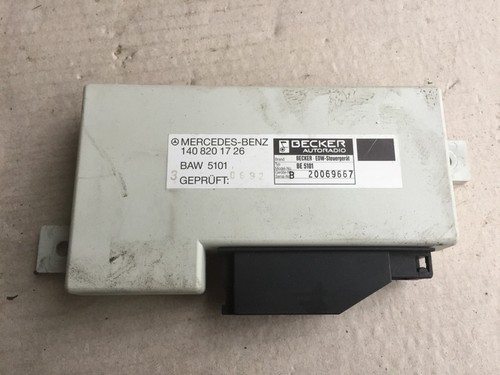 MERCEDES-BENZ
140 820 17 26
BAW 5101
GEPRÜFT:
BECKER
AUTORADIO
BECKER - EDW-Steuergerät
BE 5101
B 20069667